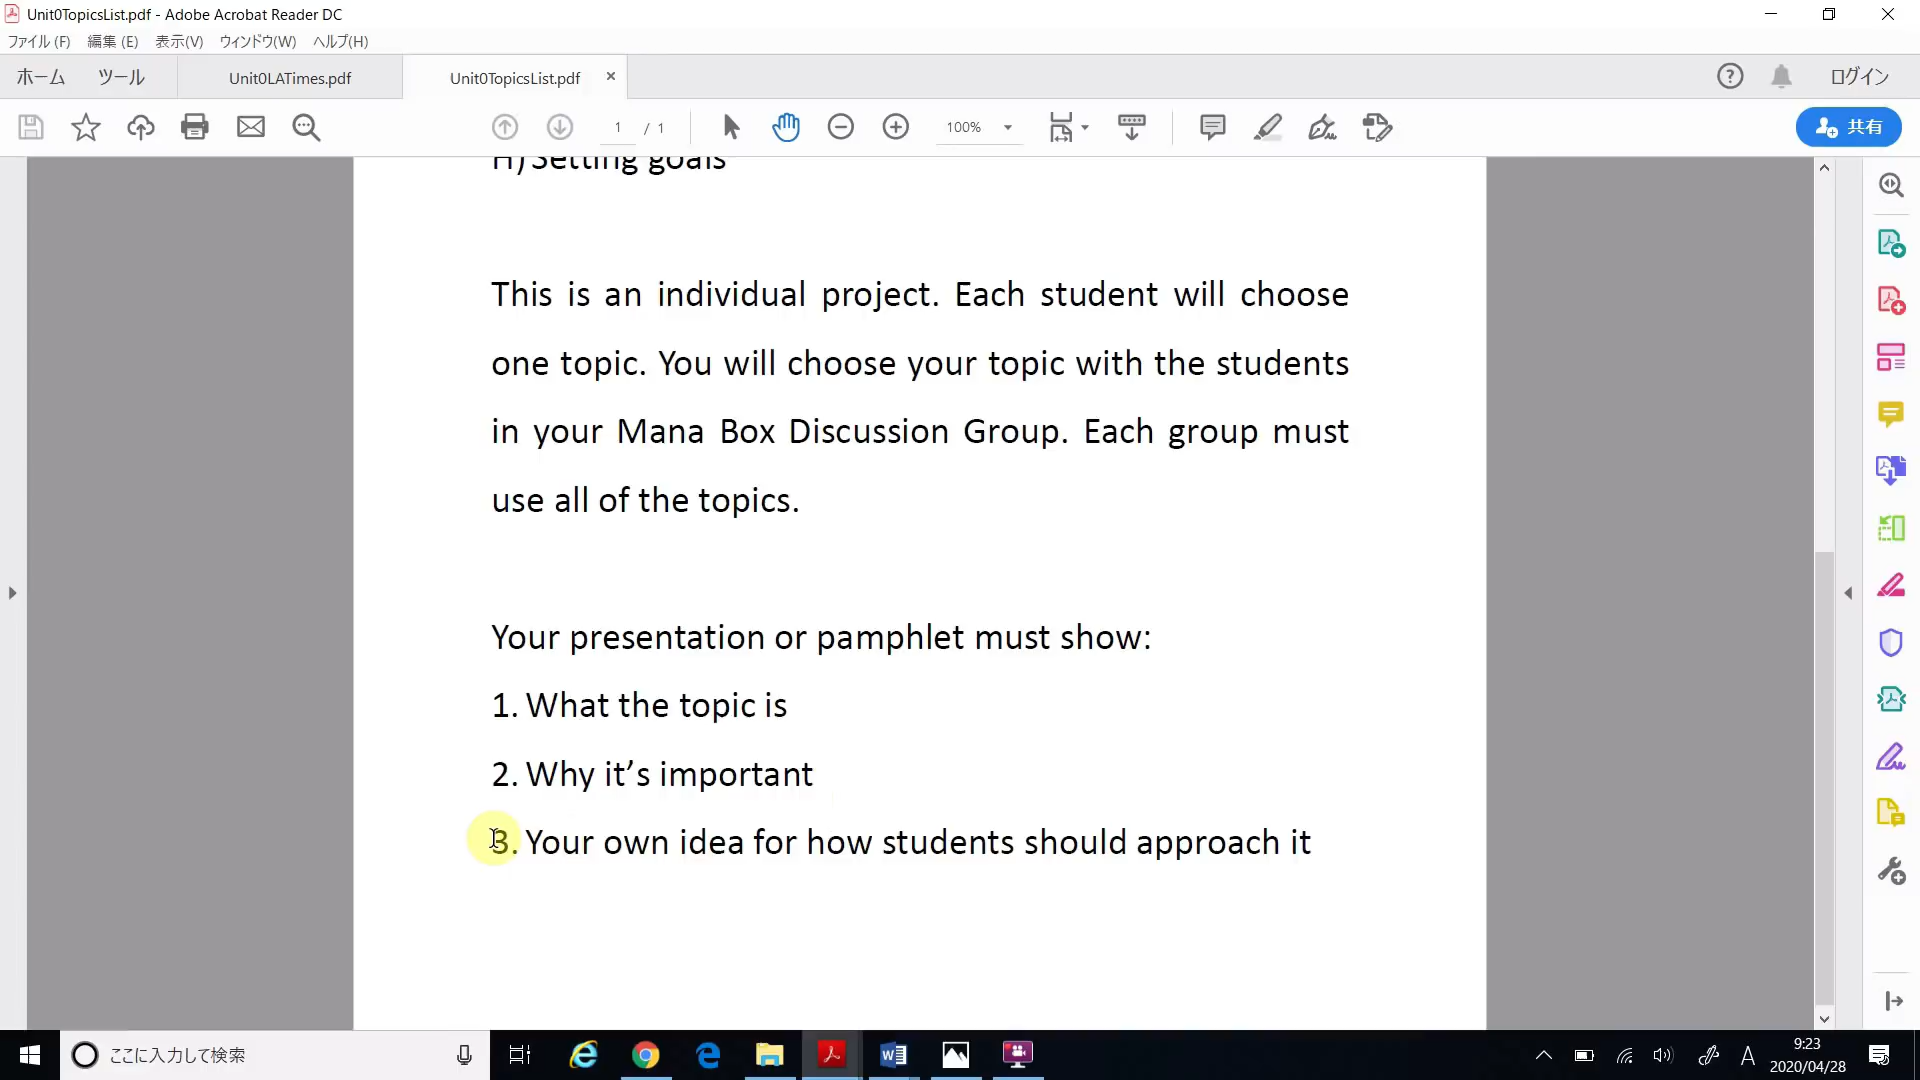 Unit0TopicsList.pdf - Adobe Acrobat Reader DC
ファイル(F) 編集(E) 表示(V) ウィンドウ(W) ヘルプ(H)
ホーム ツール Unit0LATimes.pdf Unit0TopicsList.pdf ログイン
1 / 1 100% 共有
H) Setting goals
This is an individual project. Each student will choose
one topic. You will choose your topic with the students
in your Mana Box Discussion Group. Each group must
use all of the topics.
Your presentation or pamphlet must show:
1. What the topic is
2. Why it’s important
3. Your own idea for how students should approach it
ここに入力して検索
A 9:23
2020/04/28